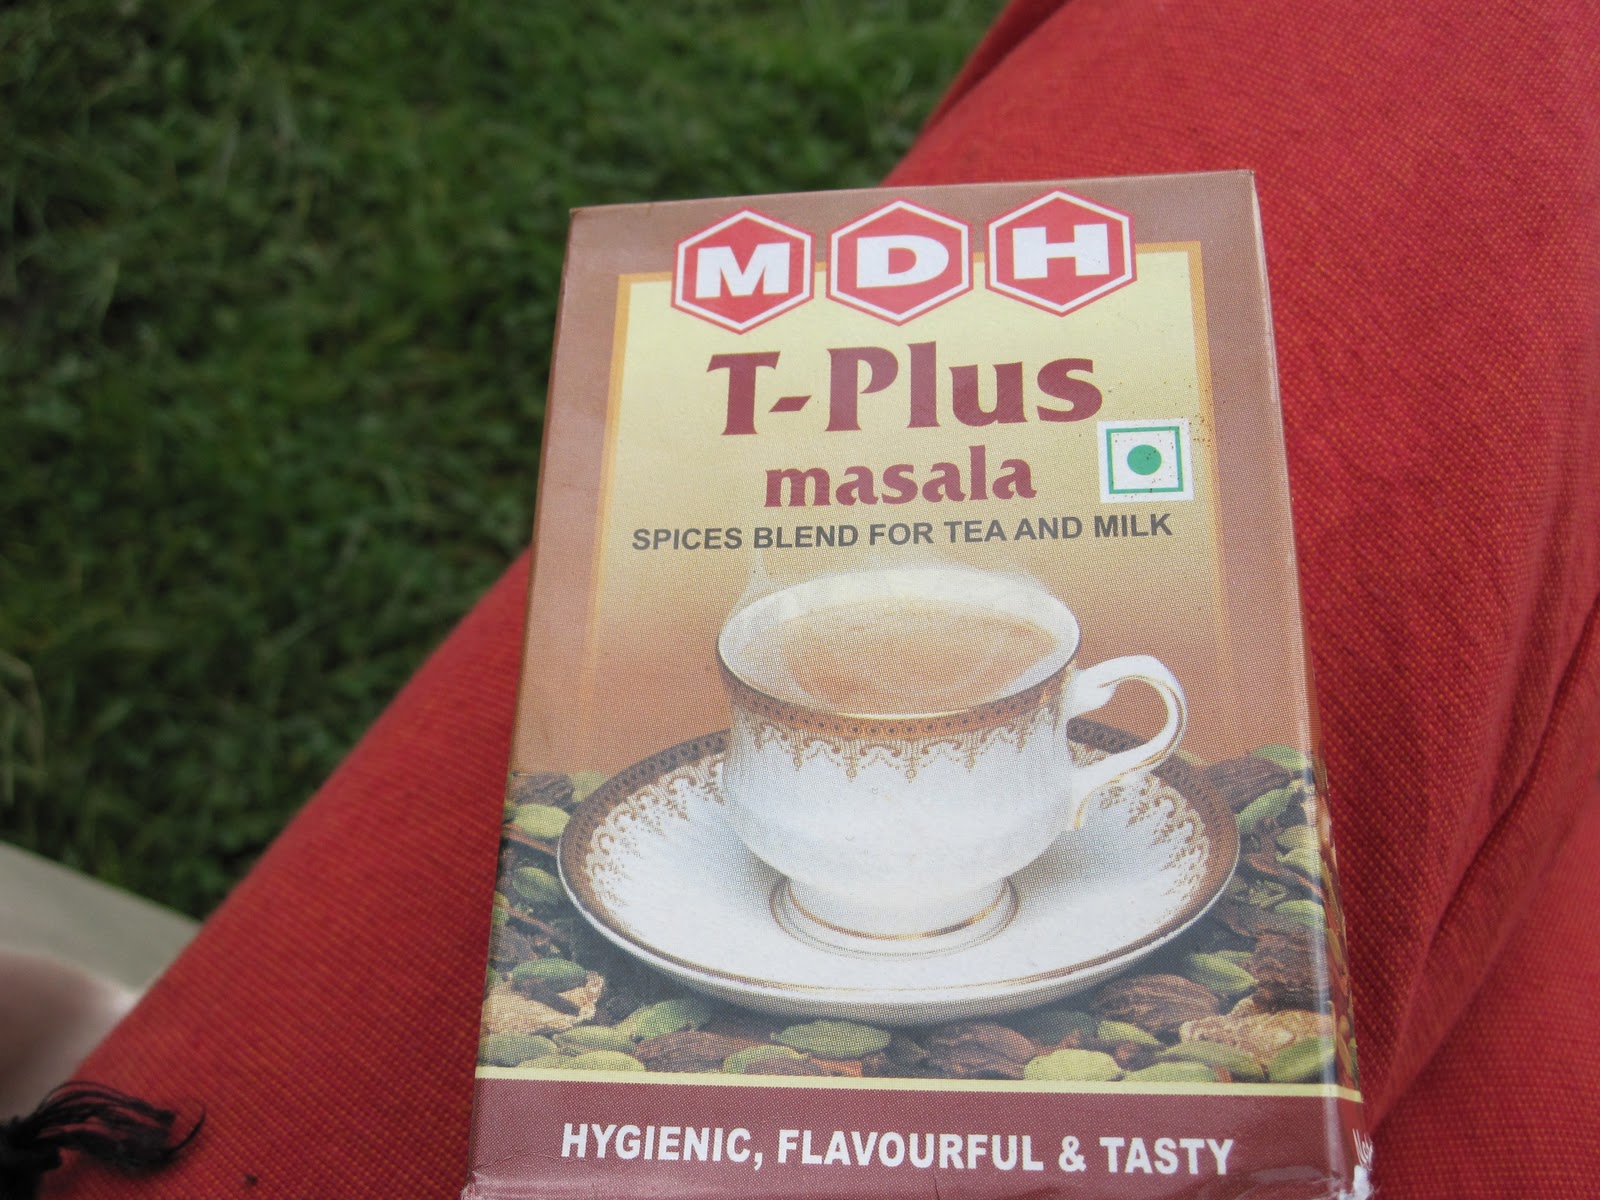 MDH
T-Plus
masala
SPICES BLEND FOR TEA AND MILK
HYGIENIC, FLAVOURFUL & TASTY